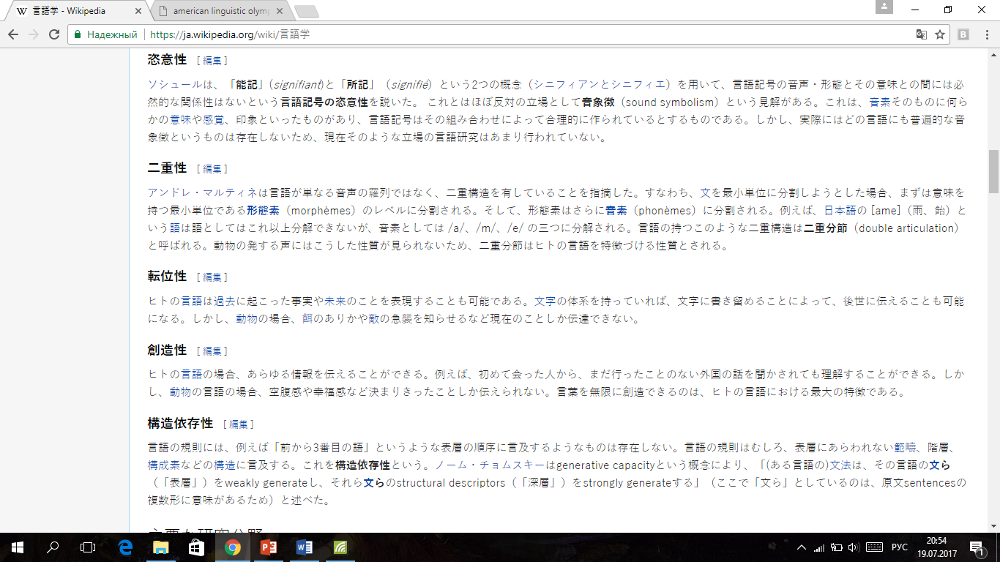 言語学 - Wikipedia
american linguistic olymp
Надежный
https://ja.wikipedia.org/wiki/言語学
恣意性 [ 編集 ]
ソシュールは、「能記」(signifiant)と「所記」（signifié）という2つの概念（シニフィアンとシニフィエ）を用いて、言語記号の音声・形態とその意味との間には必
然的な関係性はないという言語記号の恣意性を説いた。 これとはほぼ反対の立場として音象徴（sound symbolism）という見解がある。これは、音素そのものに何ら
かの意味や感覚、印象といったものがあり、言語記号はその組み合わせによって合理的に作られているとするものである。しかし、実際にはどの言語にも普遍的な音
象徴というものは存在しないため、現在そのような立場の言語研究はあまり行われていない。
二重性 [ 編集 ]
アンドレ・マルティネは言語が単なる音声の羅列ではなく、二重構造を有していることを指摘した。すなわち、文を最小単位に分割しようとした場合、まずは意味を
持つ最小単位である形態素（morphèmes）のレベルに分割される。そして、形態素はさらに音素（phonèmes）に分割される。例えば、日本語の [ame]（雨、飴）と
いう語は語としてはこれ以上分解できないが、音素としては /a/、/m/、/e/ の三つに分解される。言語の持つこのような二重構造は二重分節（double articulation）
と呼ばれる。動物の発する声にはこうした性質が見られないため、二重分節はヒトの言語を特徴づける性質とされる。
転位性 [ 編集 ]
ヒトの言語は過去に起こった事実や未来のことを表現することも可能である。文字の体系を持っていれば、文字に書き留めることによって、後世に伝えることも可能
になる。しかし、動物の場合、餌のありかや敵の急襲を知らせるなど現在のことしか伝達できない。
創造性 [ 編集 ]
ヒトの言語の場合、あらゆる情報を伝えることができる。例えば、初めて会った人から、まだ行ったことのない外国の話を聞かされても理解することができる。しか
し、動物の言語の場合、空腹感や幸福感など決まりきったことしか伝えられない。言葉を無限に創造できるのは、ヒトの言語における最大の特徴である。
構造依存性 [ 編集 ]
言語の規則には、例えば「前から3番目の語」というような表層の順序に言及するようなものは存在しない。言語の規則はむしろ、表層にあらわれない範疇、階層、
構成素などの構造に言及する。これを構造依存性という。ノーム・チョムスキーはgenerative capacityという概念により、「(ある言語の)文法は、その言語の文ら
（「表層」）をweakly generateし、それら文らのstructural descriptors（「深層」）をstrongly generateする」（ここで「文ら」としているのは、原文sentencesの
複数形に意味があるため）と述べた。
РУС
20:54
19.07.2017
1